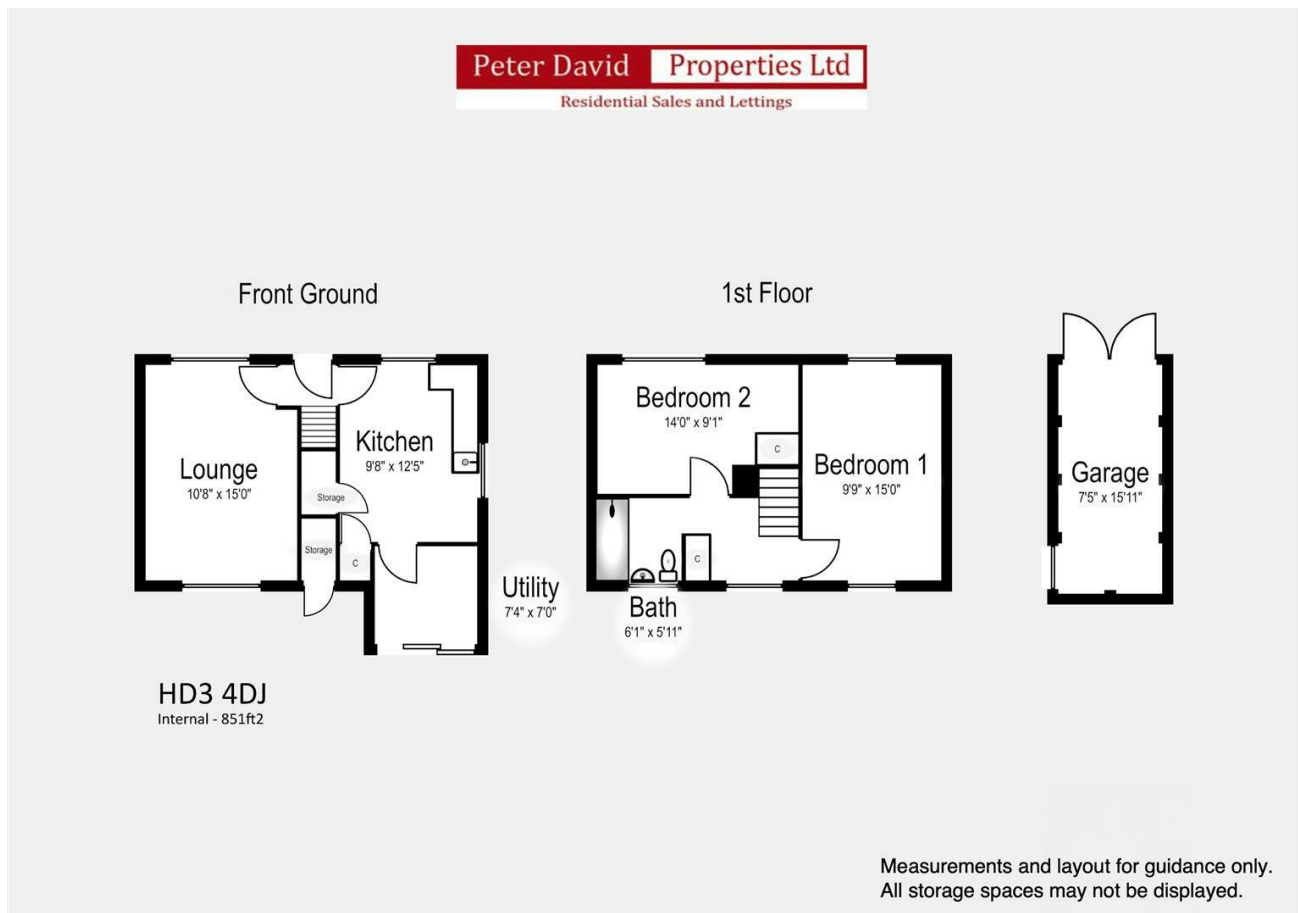 Peter David Properties Ltd
Residential Sales and Lettings
Front Ground
1st Floor
Lounge
10'8" x 15'0"
Kitchen
9'8" x 12'5"
Storage
Storage
C
Utility
7'4" x 7'0"
Bedroom 2
14'0" x 9'1"
C
Bedroom 1
9'9" x 15'0"
C
Bath
6'1" x 5'11"
Garage
7'5" x 15'11"
HD3 4DJ
Internal - 851ft2
Measurements and layout for guidance only.
All storage spaces may not be displayed.